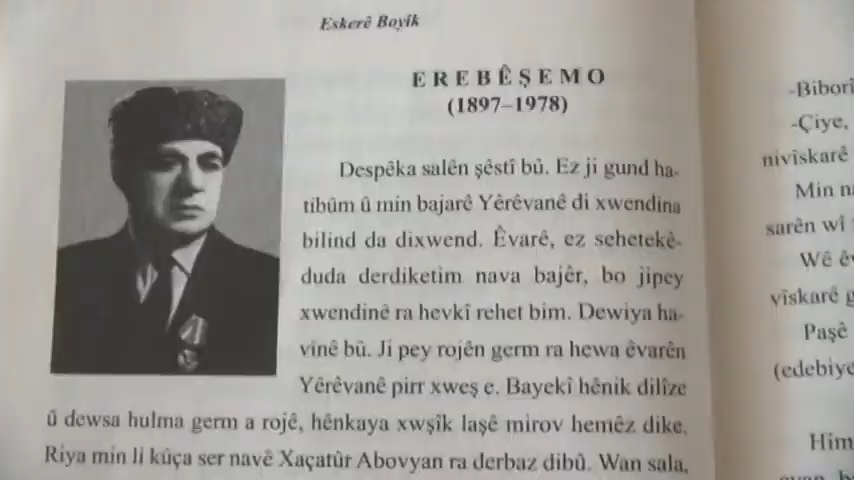 Eskerê Boyîk
EREBÊŞEMO
(1897–1978)
Despêka salên şêstî bû. Ez ji gund ha-
tibûm û min bajarê Yêrêvanê di xwendina
bilind da dixwend. Êvarê, ez sehetekê-
duda derdiketim nava bajêr, bo jipey
xwendinê ra hevkî rehet bim. Dewiya ha-
vînê bû. Ji pey rojên germ ra hewa êvarên
Yêrêvanê pirr xweş e. Bayekî hênik dilîze
û dewsa hulma germ a rojê, hênkaya xwşîk laşê mirov hemêz dike.
Riya min li kûça ser navê Xaçatûr Abovyan ra derbaz dibû. Wan sala,
-Biborî
-Çiye,
nivîskarê
Min na
sarên wî
Wê êv
vîskarê g
Paşê
(edebiye
Him